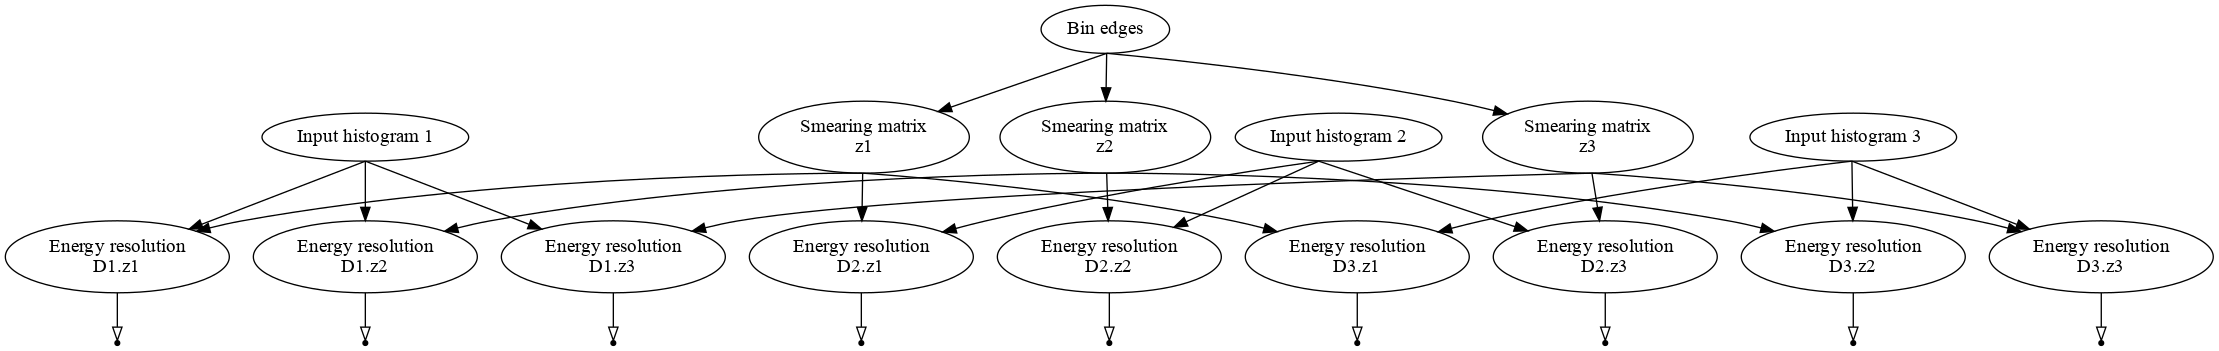 Bin edges
Input histogram 1
Smearing matrix
z1
Smearing matrix
z2
Input histogram 2
Smearing matrix
z3
Input histogram 3
Energy resolution
D1.z1
Energy resolution
D1.z2
Energy resolution
D1.z3
Energy resolution
D2.z1
Energy resolution
D2.z2
Energy resolution
D3.z1
Energy resolution
D2.z3
Energy resolution
D3.z2
Energy resolution
D3.z3